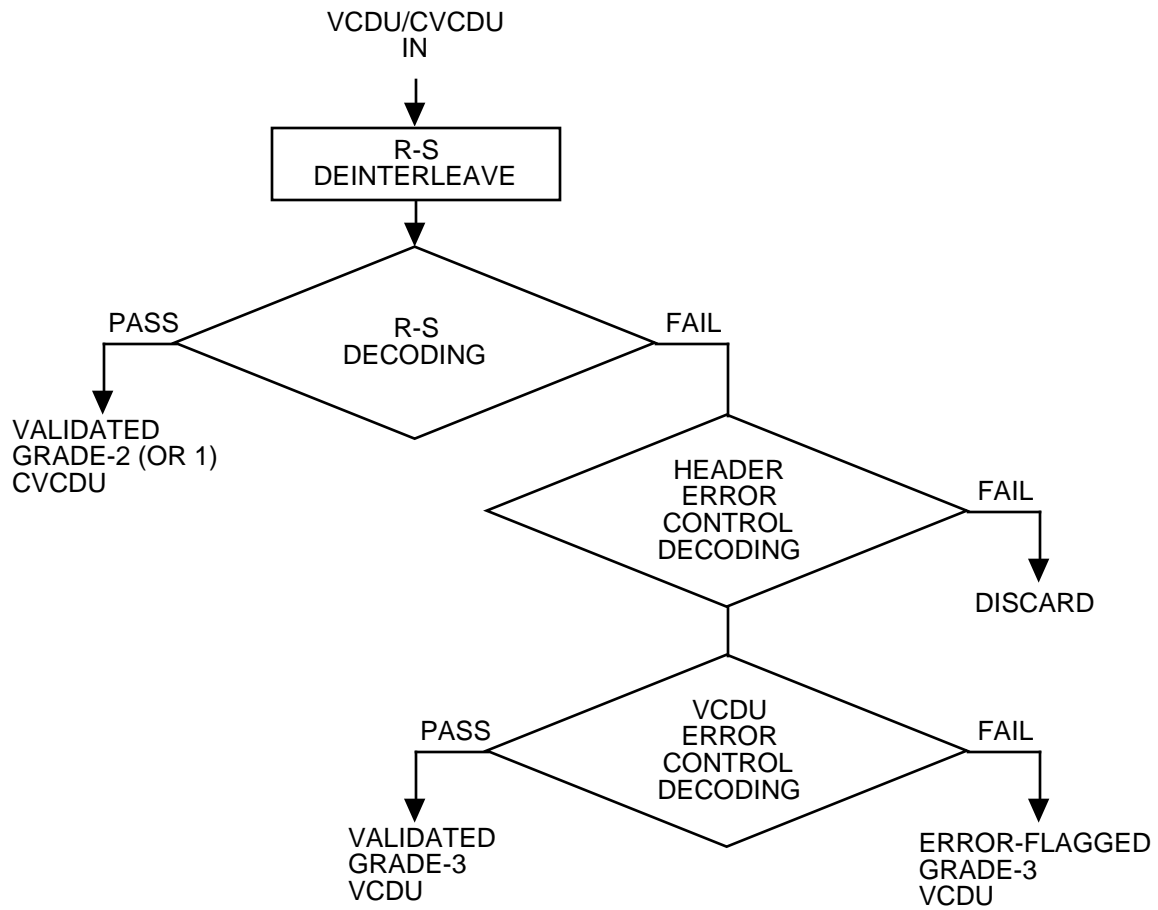 VCDU/CVCDU
IN
R-S
DEINTERLEAVE
PASS
R-S
DECODING
FAIL
VALIDATED
GRADE-2 (OR 1)
CVCDU
HEADER
ERROR
CONTROL
DECODING
FAIL
DISCARD
PASS
VCDU
ERROR
CONTROL
DECODING
FAIL
VALIDATED
GRADE-3
VCDU
ERROR-FLAGGED
GRADE-3
VCDU